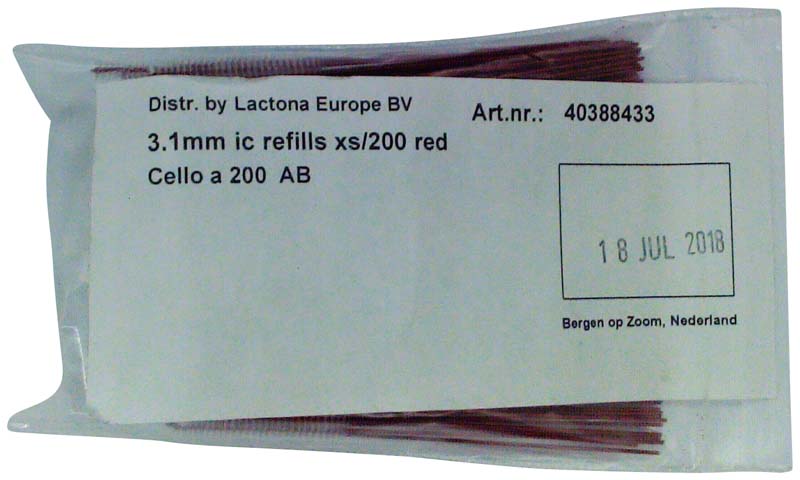 Distr. by Lactona Europe BV
Art.nr.: 40388433
3.1mm ic refills xs/200 red
Cello a 200 AB
18 JUL 2018
Bergen op Zoom, Nederland